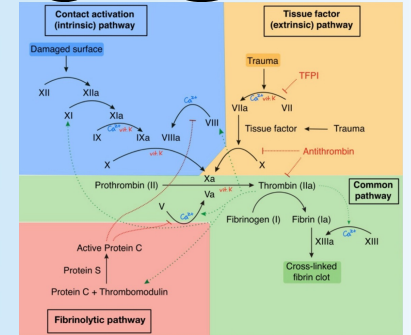 Contact activation
(intrinsic) pathway
Tissue factor
(extrinsic) pathway
Damaged surface
Trauma
TFPI
XII
XIIa
Ca²⁺
vit K
VIIa
VII
XI
XIa
Ca²⁺
VIII
Ca²⁺ vit K
IX
IXa
VIIIa
Tissue factor
Trauma
vit K
Antithrombin
X
X
Xa
Prothrombin (II)
vit K
Thrombin (IIa)
Va
Common
pathway
V
Ca²⁺
Fibrinogen (I)
Fibrin (Ia)
Ca²⁺
XIIIa
XIII
Active Protein C
Protein S
Cross-linked
fibrin clot
Protein C + Thrombomodulin
Fibrinolytic pathway